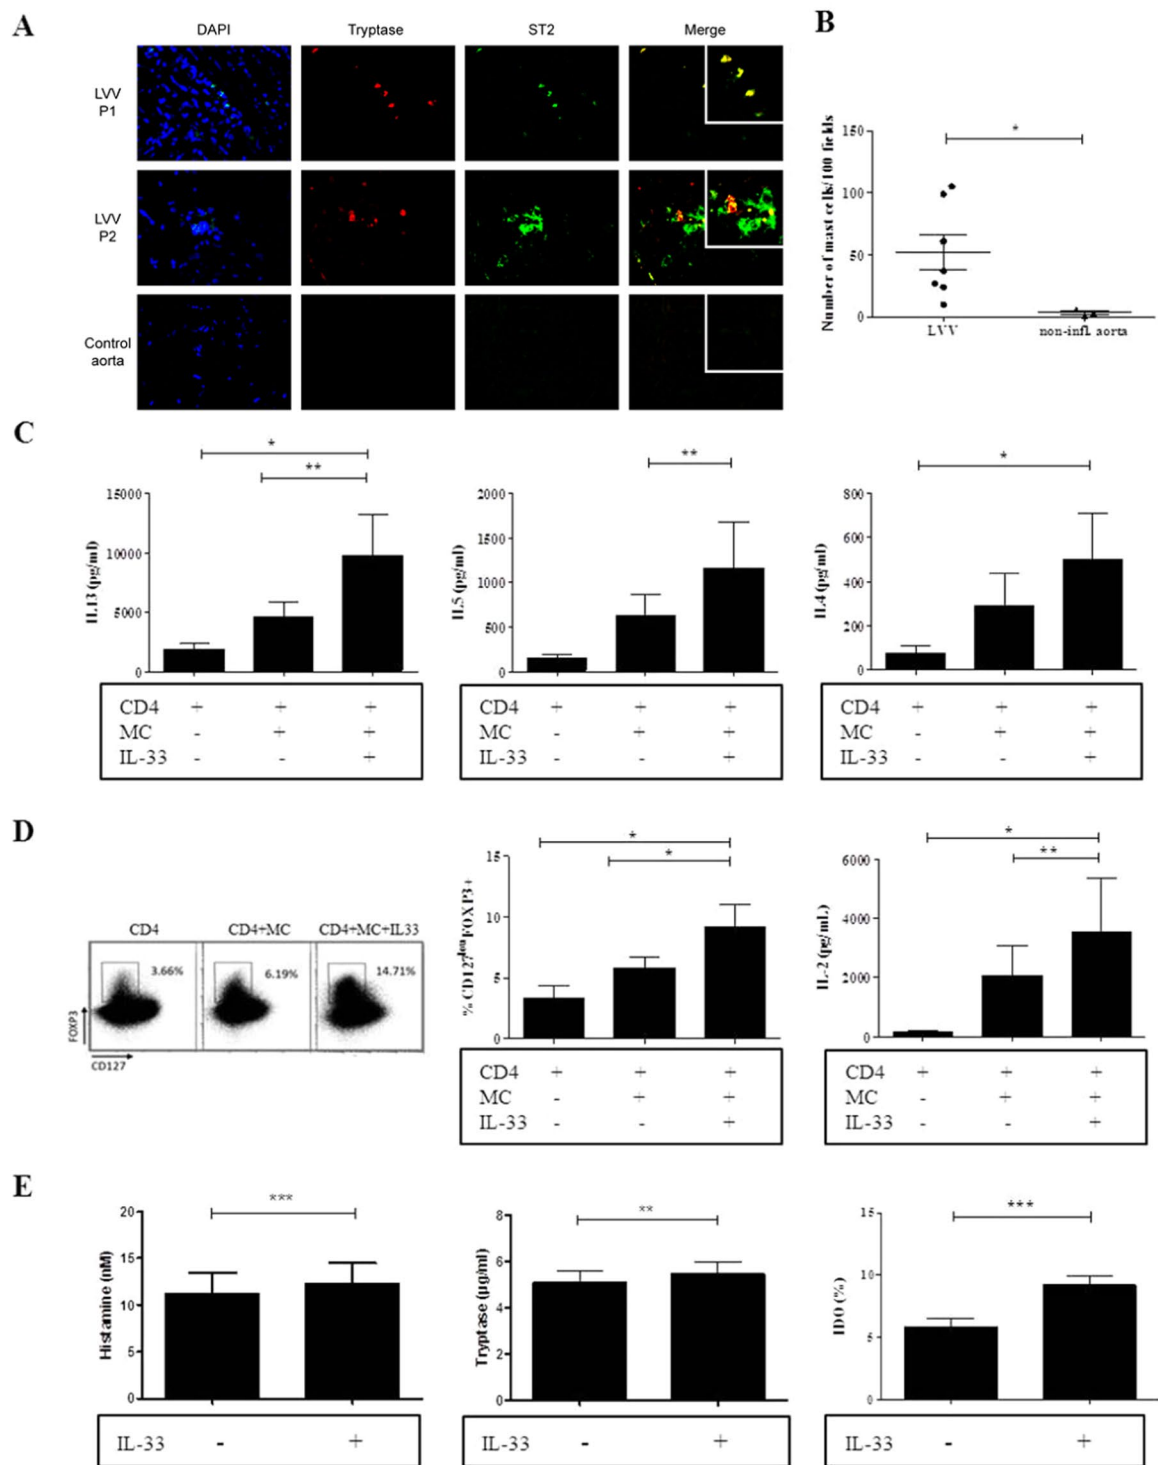 A
DAPI Tryptase ST2 Merge
LVV
P1
LVV
P2
Control
aorta
B
*
Number of mast cells/100 fields
150
100
50
0
LVV non-infl. aorta
C
*
**
IL13 (pg/ml)
15000
10000
5000
0
CD4 + + +
MC - + +
IL-33 - - +
**
IL5 (pg/ml)
2000
1500
1000
500
0
CD4 + + +
MC - + +
IL-33 - - +
*
IL4 (pg/ml)
800
600
400
200
0
CD4 + + +
MC - + +
IL-33 - - +
D
CD4 CD4+MC CD4+MC+IL33
3.66% 6.19% 14.71%
FOXP3
CD127
*
*
% CD127lowFOXP3+
15
10
5
0
CD4 + + +
MC - + +
IL-33 - - +
*
**
IL-2 (pg/mL)
6000
4000
2000
0
CD4 + + +
MC - + +
IL-33 - - +
E
***
Histamine (nM)
20
15
10
5
0
IL-33 - +
**
Tryptase (µg/ml)
8
6
4
2
0
IL-33 - +
***
IDO (%)
15
10
5
0
IL-33 - +